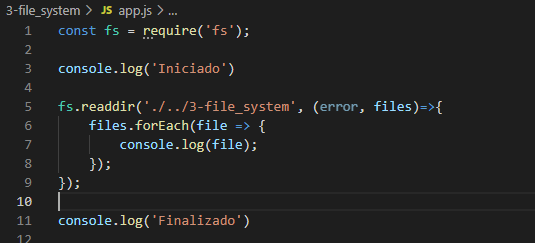 3-file_system > JS app.js > ...
1 const fs = require('fs');
2
3 console.log('Iniciado')
4
5 fs.readdir('./../3-file_system', (error, files)=>{
6     files.forEach(file => {
7         console.log(file);
8     });
9 });
10
11 console.log('Finalizado')
12